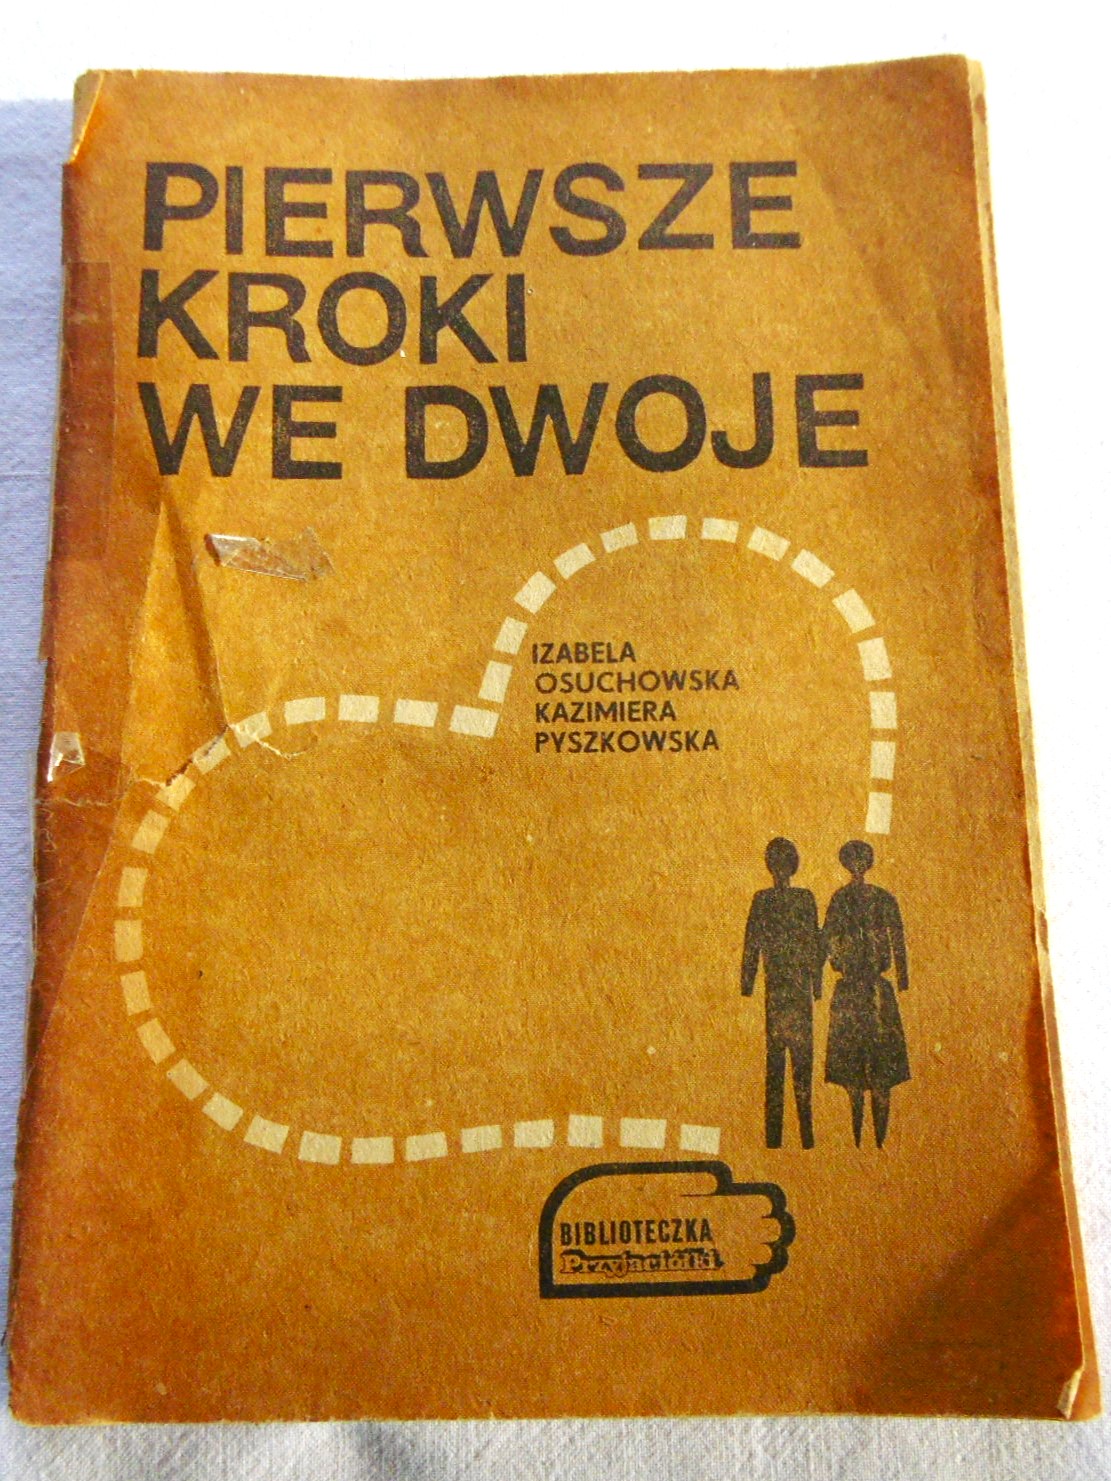 PIERWSZE
KROKI
WE DWOJE
IZABELA
OSUCHOWSKA
KAZIMIERA
PYSZKOWSKA
BIBLIOTECZKA
Przyjaciółki